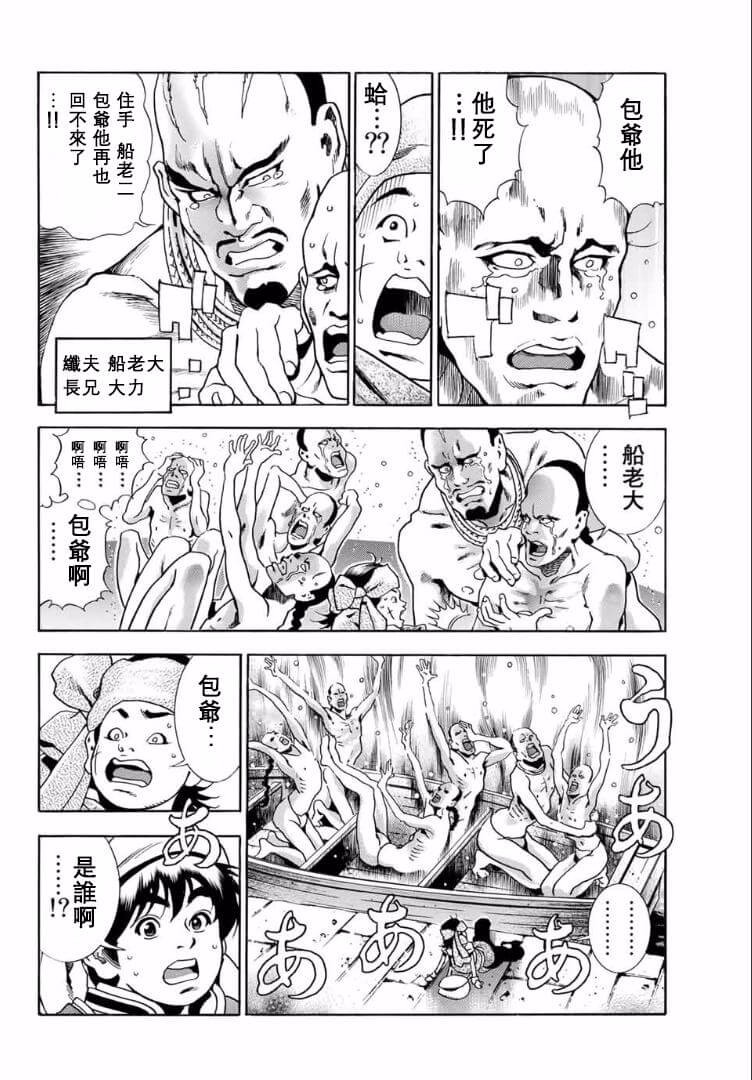 包爺他
他死了
…!!
蛤
…??
住手 船老二
包爺他再也
回不來了
…!!
纖夫 船老大
長兄 大力
船老大
……
啊唔…
啊唔…
啊唔…
包爺啊
うあああ
……
包爺…
あ
是誰啊
……!?